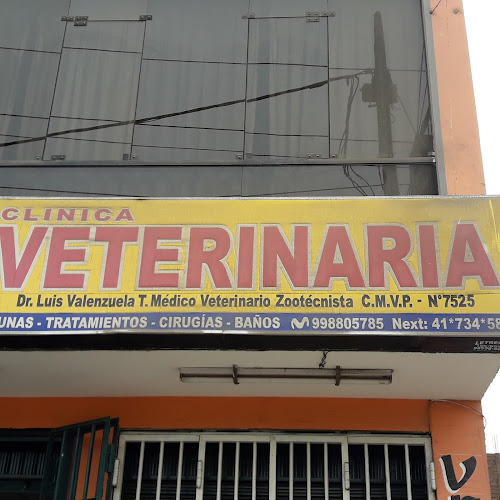 CLINICA
VETERINARIA
Dr. Luis Valenzuela T. Médico Veterinario Zootécnista C.M.V.P. - N°7525
UNAS - TRATAMIENTOS - CIRUGÍAS - BAÑOS 998805785 Next: 41*734*58